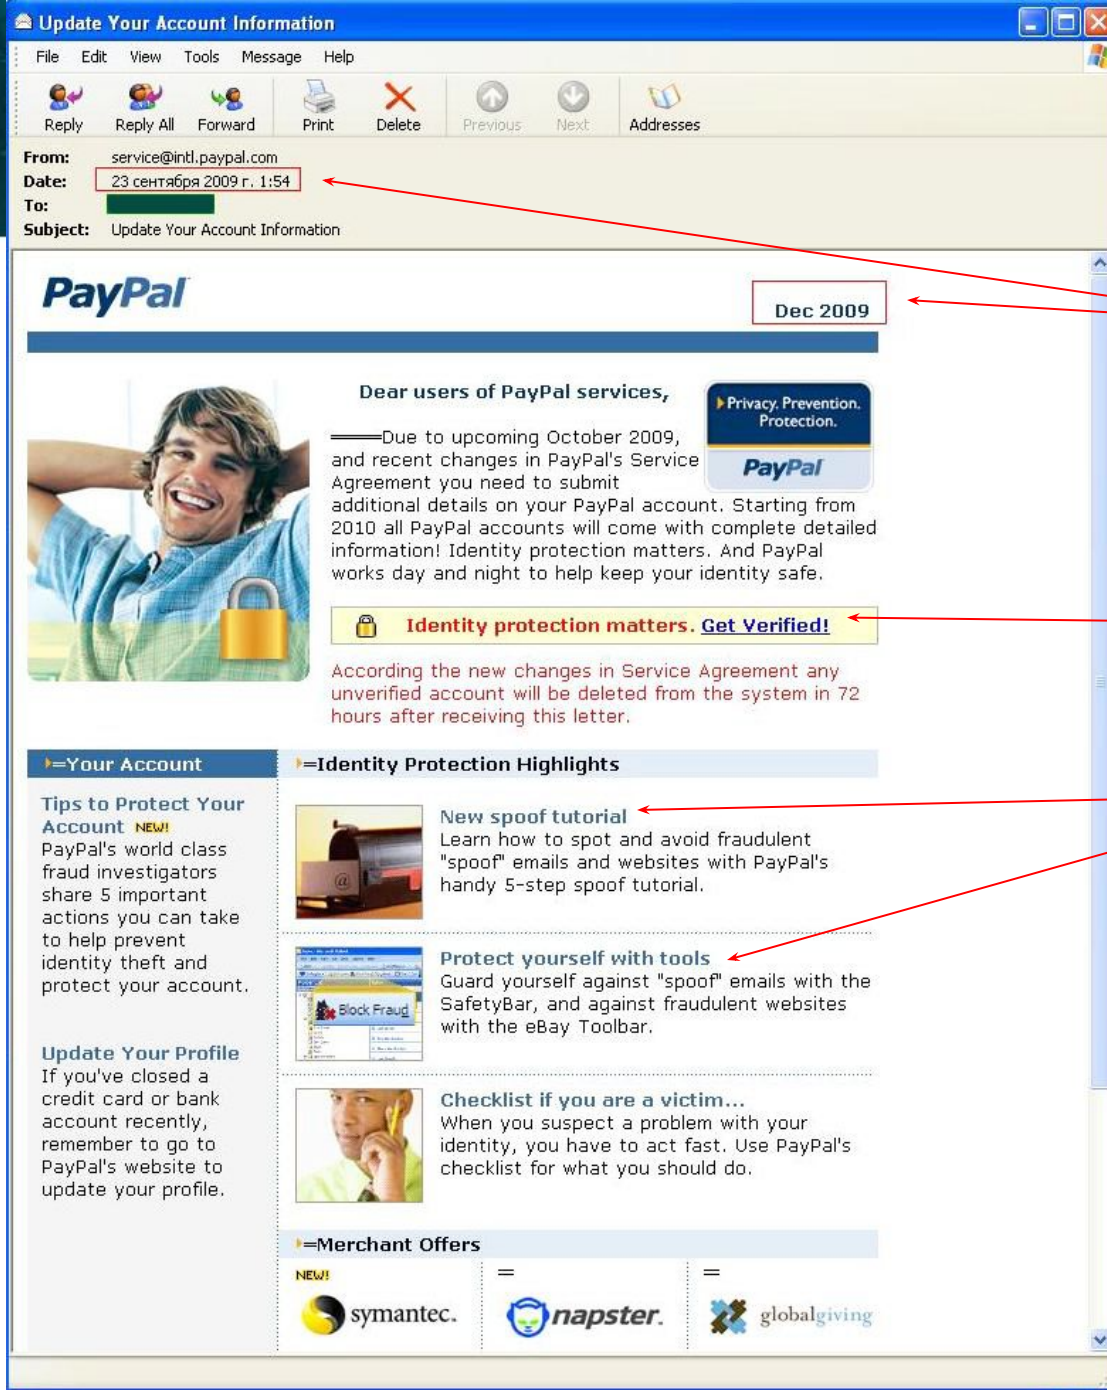 Update Your Account Information
File Edit View Tools Message Help
Reply Reply All Forward Print Delete Previous Next Addresses
From: service@intl.paypal.com
Date: 23 сентября 2009 г. 1:54
To:
Subject: Update Your Account Information
PayPal
Dec 2009
Dear users of PayPal services,
Privacy. Prevention.
Protection.
PayPal
Due to upcoming October 2009,
and recent changes in PayPal's Service
Agreement you need to submit
additional details on your PayPal account. Starting from
2010 all PayPal accounts will come with complete detailed
information! Identity protection matters. And PayPal
works day and night to help keep your identity safe.
Identity protection matters. Get Verified!
According the new changes in Service Agreement any
unverified account will be deleted from the system in 72
hours after receiving this letter.
=Your Account
Tips to Protect Your
Account NEW!
PayPal's world class
fraud investigators
share 5 important
actions you can take
to help prevent
identity theft and
protect your account.
Update Your Profile
If you've closed a
credit card or bank
account recently,
remember to go to
PayPal's website to
update your profile.
=Identity Protection Highlights
New spoof tutorial
Learn how to spot and avoid fraudulent
"spoof" emails and websites with PayPal's
handy 5-step spoof tutorial.
Block Fraud
Protect yourself with tools
Guard yourself against "spoof" emails with the
SafetyBar, and against fraudulent websites
with the eBay Toolbar.
Checklist if you are a victim...
When you suspect a problem with your
identity, you have to act fast. Use PayPal's
checklist for what you should do.
=Merchant Offers
NEW! = =
symantec. napster. globalgiving